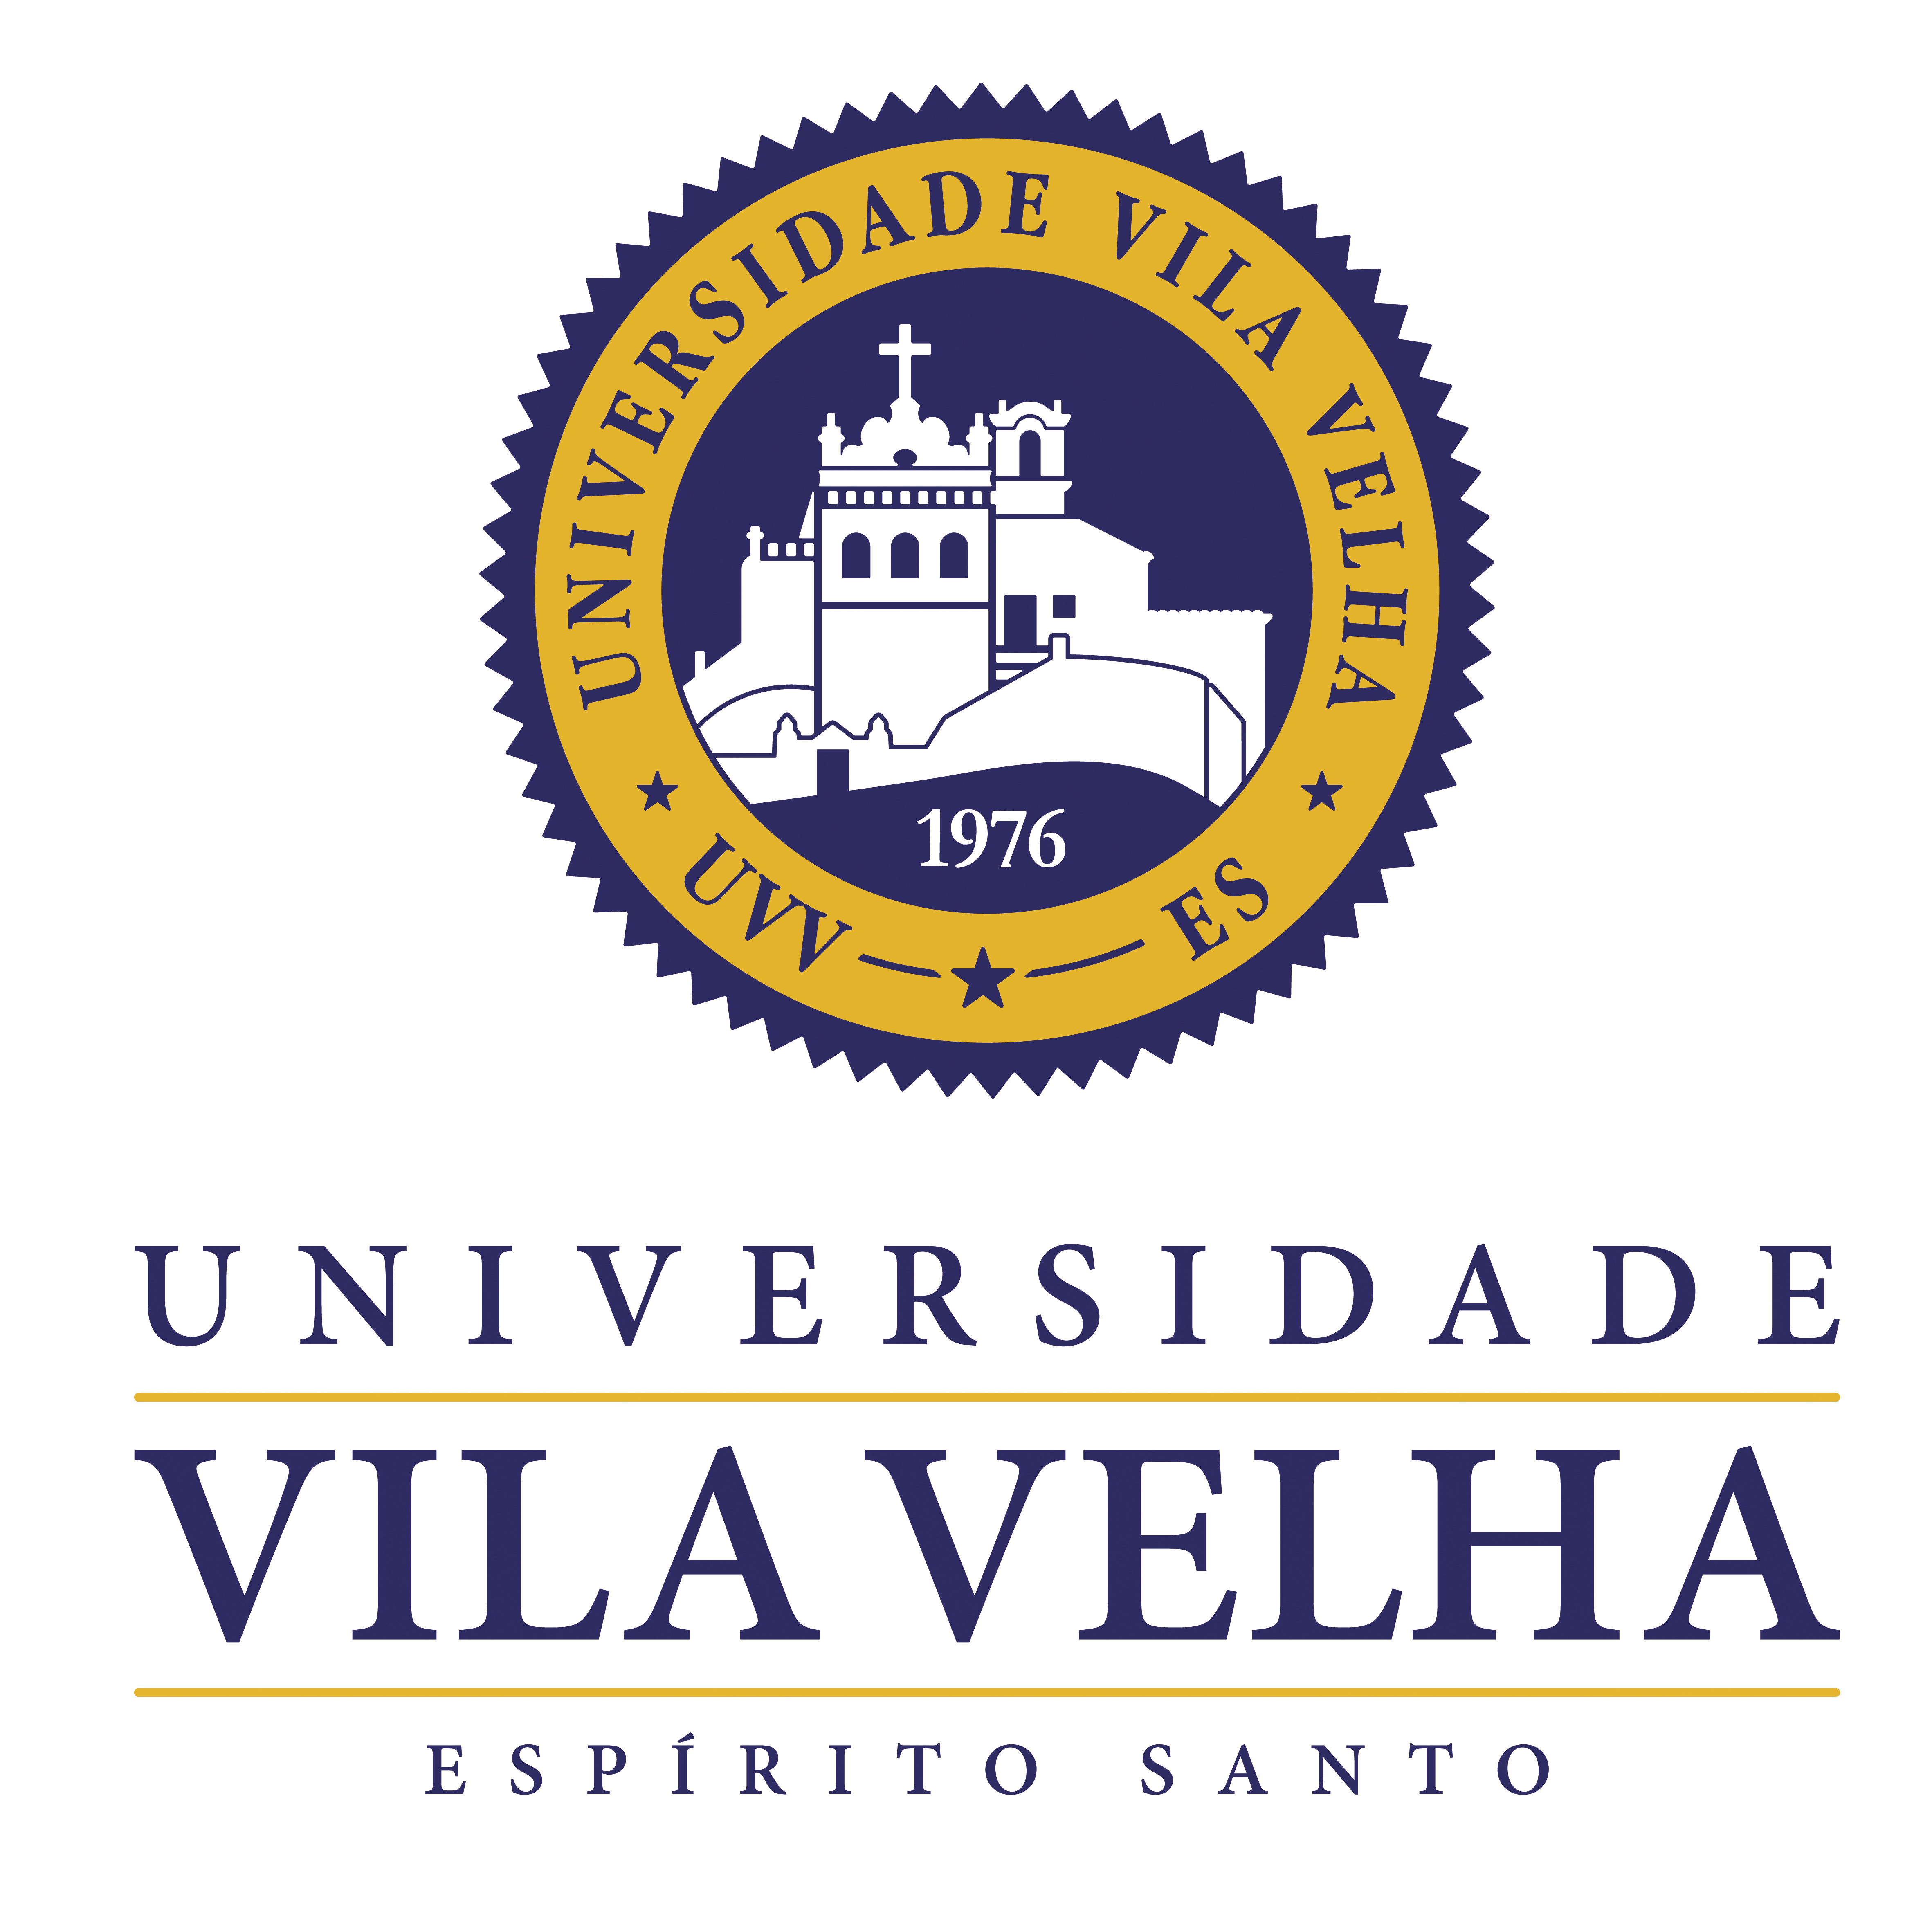 UNIVERSIDADE VILA VELHA
1976
UVV ES
UNIVERSIDADE
VILA VELHA
ESPÍRITO SANTO